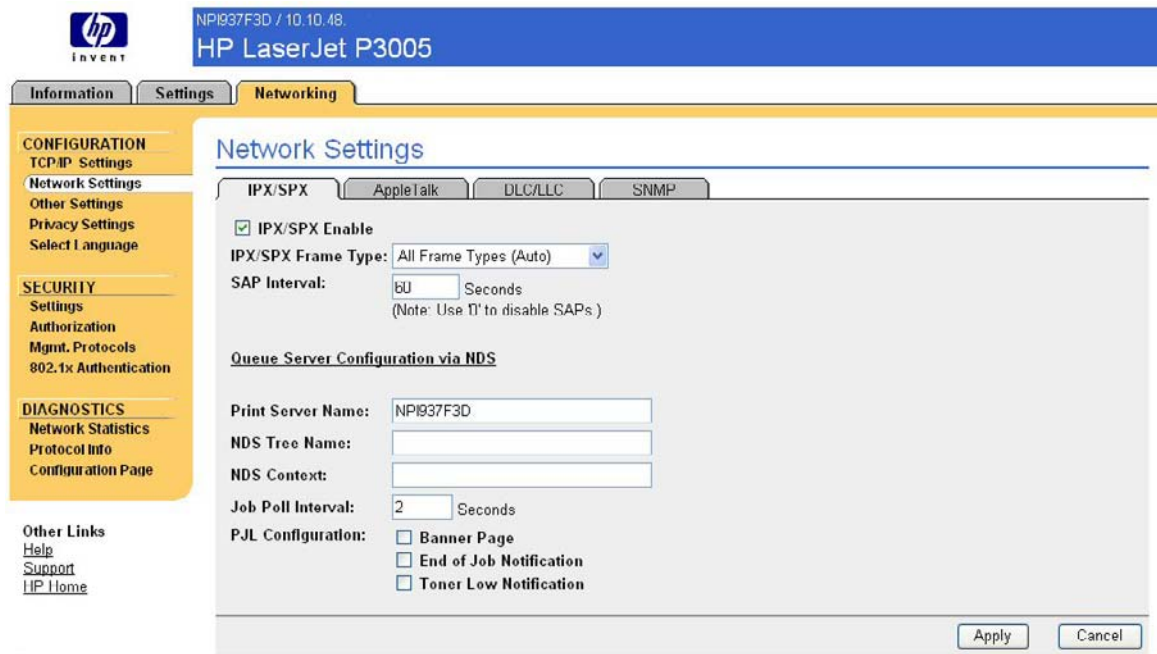 hp
invent
NPI937F3D / 10.10.48.
HP LaserJet P3005
Information
Settings
Networking
CONFIGURATION
TCP/IP Settings
Network Settings
Other Settings
Privacy Settings
Select Language
SECURITY
Settings
Authorization
Mgmt. Protocols
802.1x Authentication
DIAGNOSTICS
Network Statistics
Protocol Info
Configuration Page
Other Links
Help
Support
HP Home
Network Settings
IPX/SPX
AppleTalk
DLC/LLC
SNMP
IPX/SPX Enable
IPX/SPX Frame Type: All Frame Types (Auto)
SAP Interval: 60 Seconds
(Note: Use '0' to disable SAPs.)
Queue Server Configuration via NDS
Print Server Name: NPI937F3D
NDS Tree Name:
NDS Context:
Job Poll Interval: 2 Seconds
PJL Configuration: Banner Page
End of Job Notification
Toner Low Notification
Apply
Cancel